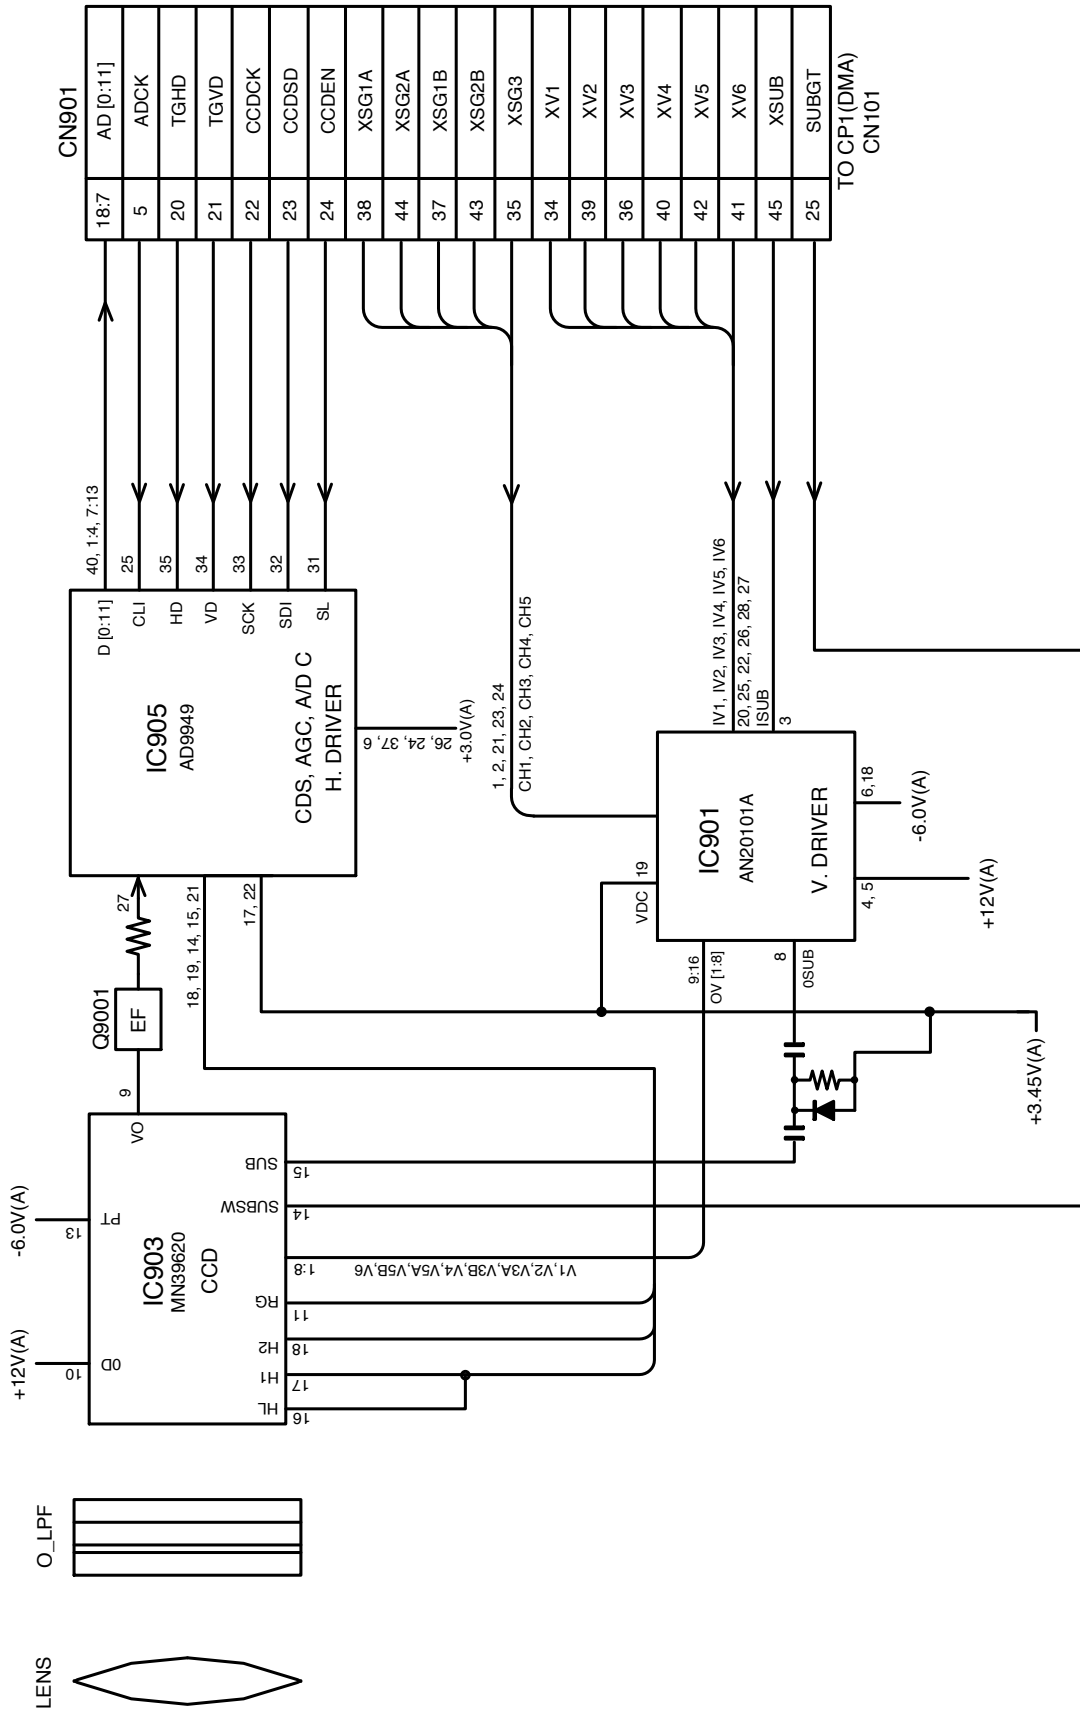 LENS
O_LPF
+12V(A)
-6.0V(A)
10
0D
13
PT
IC903
MN39620
CCD
VO
9
HL
16
H1
17
H2
18
RG
11
1:8
V1,V2,V3A,V3B,V4,V5A,V5B,V6
SUBSW
14
SUB
15
Q9001
EF
27
18, 19, 14, 15, 21
17, 22
IC905
AD9949
CDS, AGC, A/D C
H. DRIVER
D [0:11]
CLI
HD
VD
SCK
SDI
SL
40, 1:4, 7:13
25
35
34
33
32
31
26, 24, 37, 6
+3.0V(A)
1, 2, 21, 23, 24
CH1, CH2, CH3, CH4, CH5
IV1, IV2, IV3, IV4, IV5, IV6
20, 25, 22, 26, 28, 27
ISUB
3
VDC
19
9:16
OV [1:8]
8
0SUB
IC901
AN20101A
V. DRIVER
4, 5
+12V(A)
6,18
-6.0V(A)
+3.45V(A)
CN901
18:7 AD [0:11]
5 ADCK
20 TGHD
21 TGVD
22 CCDCK
23 CCDSD
24 CCDEN
38 XSG1A
44 XSG2A
37 XSG1B
43 XSG2B
35 XSG3
34 XV1
39 XV2
36 XV3
40 XV4
42 XV5
41 XV6
45 XSUB
25 SUBGT
TO CP1(DMA)
CN101